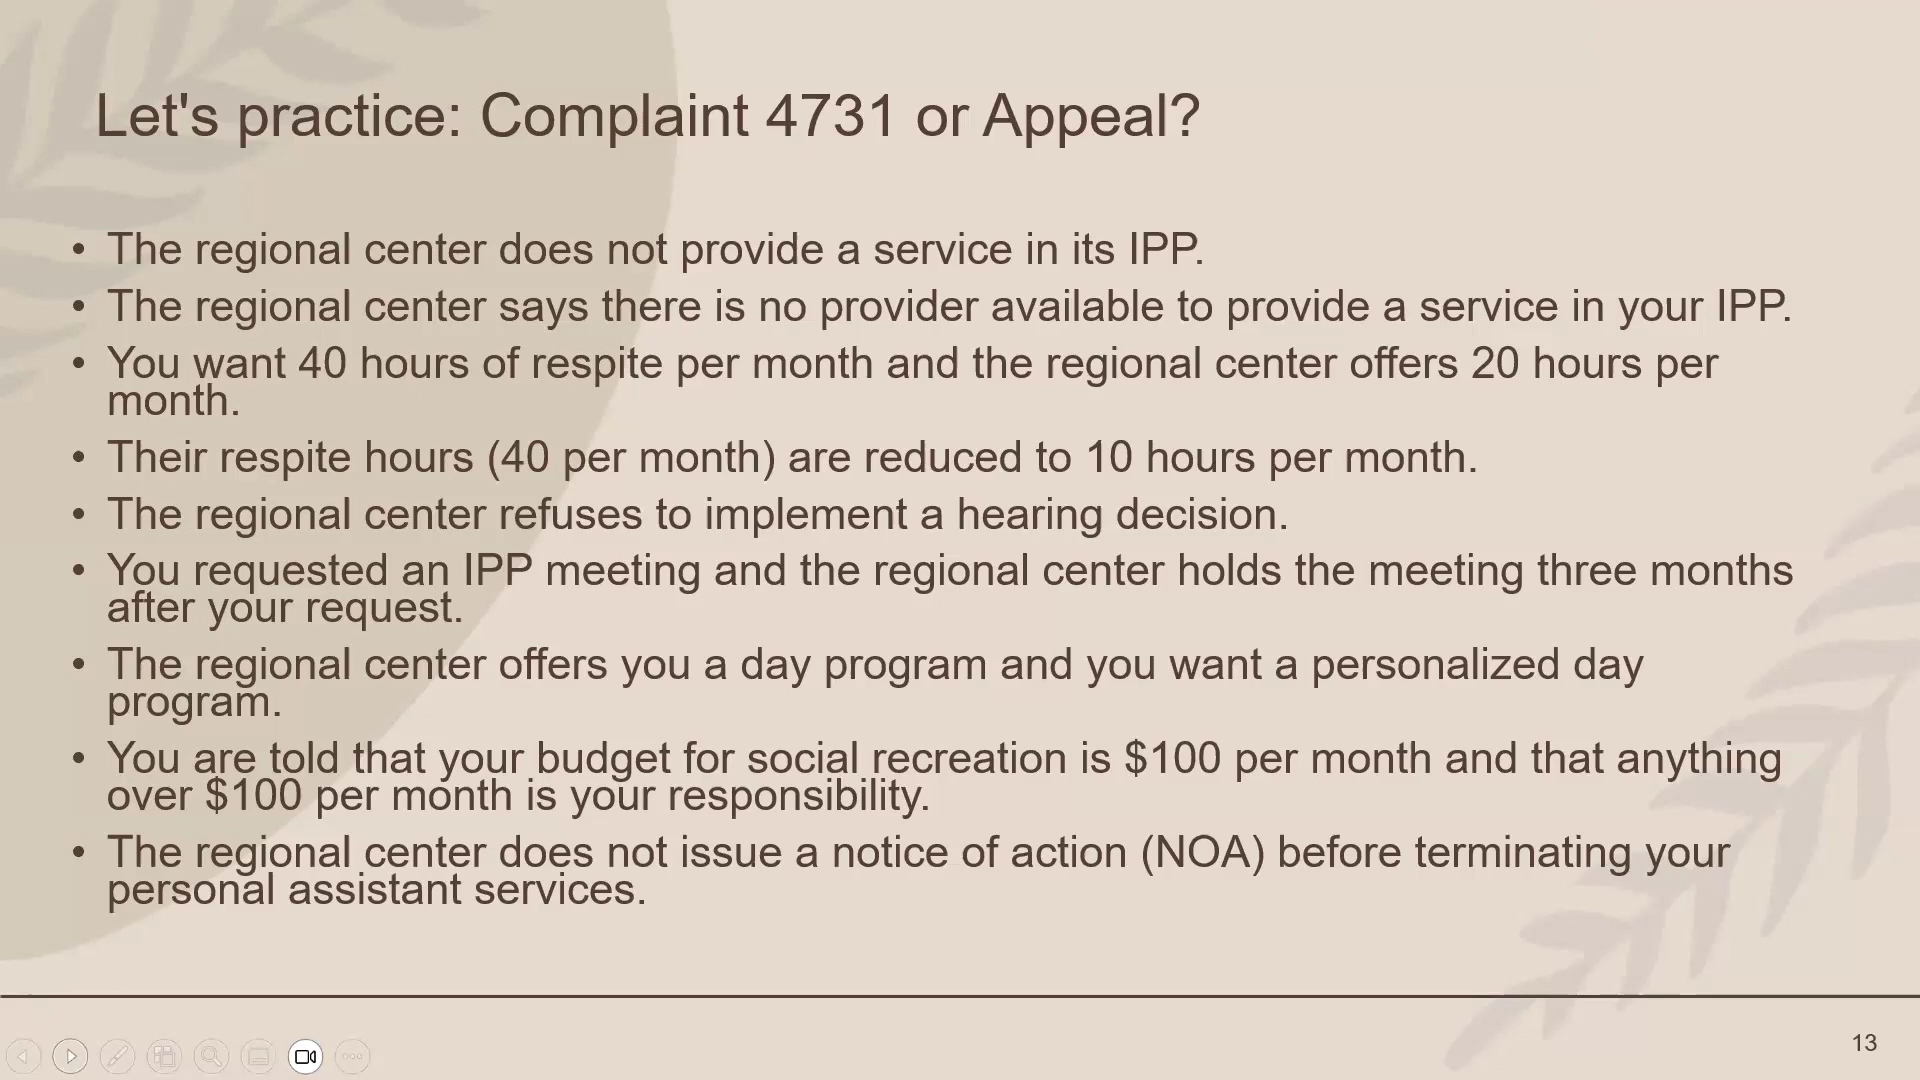 Let's practice: Complaint 4731 or Appeal?
• The regional center does not provide a service in its IPP.
• The regional center says there is no provider available to provide a service in your IPP.
• You want 40 hours of respite per month and the regional center offers 20 hours per
month.
• Their respite hours (40 per month) are reduced to 10 hours per month.
• The regional center refuses to implement a hearing decision.
• You requested an IPP meeting and the regional center holds the meeting three months
after your request.
• The regional center offers you a day program and you want a personalized day
program.
• You are told that your budget for social recreation is $100 per month and that anything
over $100 per month is your responsibility.
• The regional center does not issue a notice of action (NOA) before terminating your
personal assistant services.
13